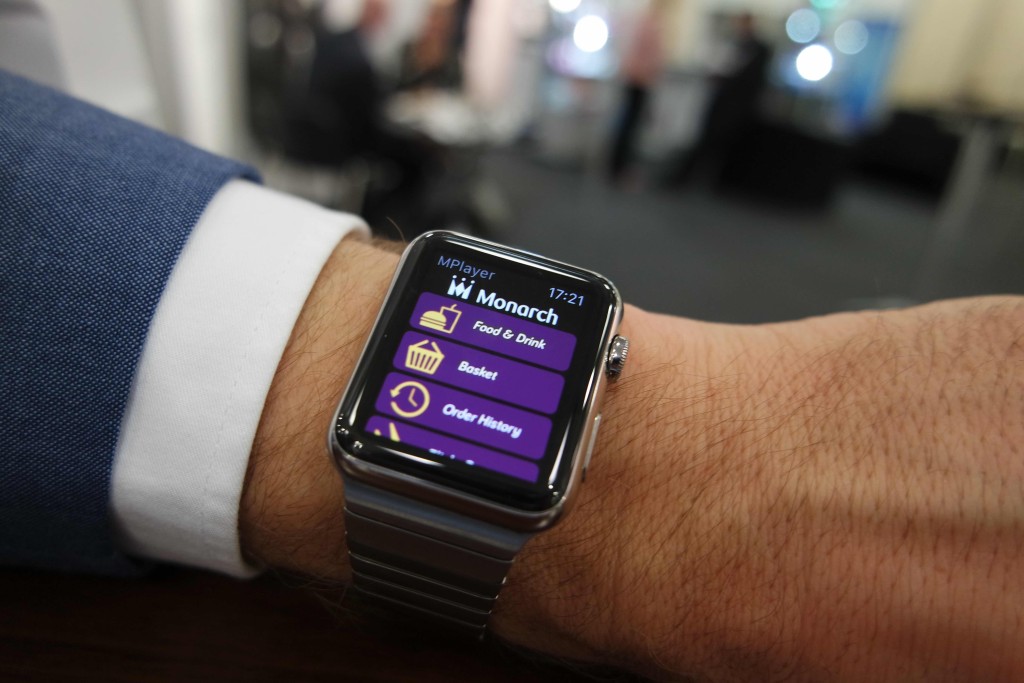 MPlayer
17:21
Monarch
Food & Drink
Basket
Order History